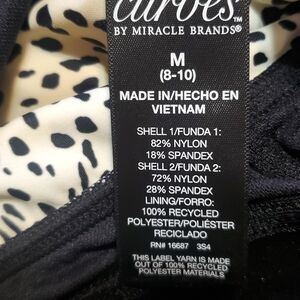 curves™
BY MIRACLE BRANDS®
M
(8-10)
MADE IN/HECHO EN
VIETNAM
SHELL 1/FUNDA 1:
82% NYLON
18% SPANDEX
SHELL 2/FUNDA 2:
72% NYLON
28% SPANDEX
LINING/FORRO:
100% RECYCLED
POLYESTER/POLIÉSTER
RECICLADO
RN# 16687 3S4
THIS LABEL YARN IS MADE
OUT OF 100% RECYCLED
POLYESTER MATERIALS